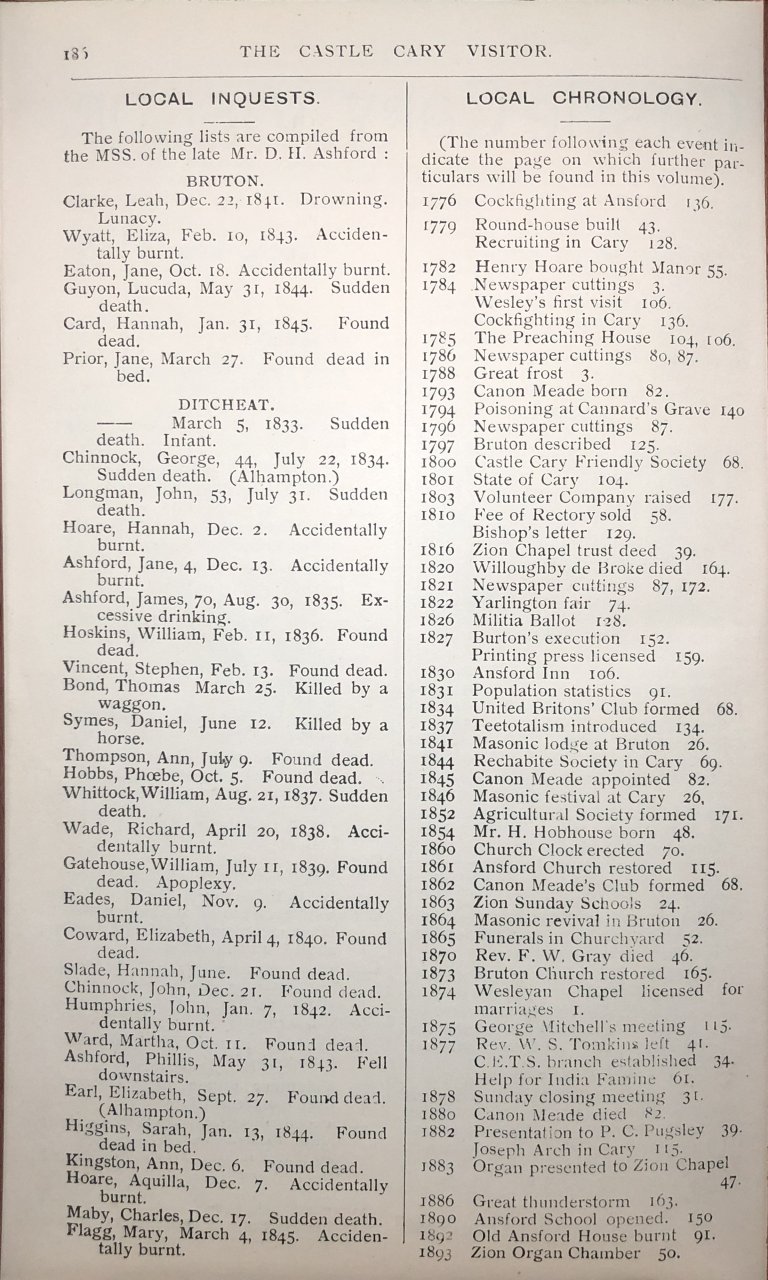 THE CASTLE CARY VISITOR.
LOCAL INQUESTS.
The following lists are compiled from
the MSS. of the late Mr. D. H. Ashford :
BRUTON.
Clarke, Leah, Dec. 22, 1841. Drowning.
Lunacy.
Wyatt, Eliza, Feb. 10, 1843. Acciden-
tally burnt.
Eaton, Jane, Oct. 18. Accidentally burnt.
Guyon, Lucuda, May 31, 1844. Sudden
death.
Card, Hannah, Jan. 31, 1845. Found
dead.
Prior, Jane, March 27. Found dead in
bed.
DITCHEAT.
—— March 5, 1833. Sudden
death. Infant.
Chinnock, George, 44, July 22, 1834.
Sudden death. (Alhampton.)
Longman, John, 53, July 31. Sudden
death.
Hoare, Hannah, Dec. 2. Accidentally
burnt.
Ashford, Jane, 4, Dec. 13. Accidentally
burnt.
Ashford, James, 70, Aug. 30, 1835. Ex-
cessive drinking.
Hoskins, William, Feb. 11, 1836. Found
dead.
Vincent, Stephen, Feb. 13. Found dead.
Bond, Thomas March 25. Killed by a
waggon.
Symes, Daniel, June 12. Killed by a
horse.
Thompson, Ann, July 9. Found dead.
Hobbs, Phœbe, Oct. 5. Found dead.
Whittock, William, Aug. 21, 1837. Sudden
death.
Wade, Richard, April 20, 1838. Acci-
dentally burnt.
Gatehouse, William, July 11, 1839. Found
dead. Apoplexy.
Eades, Daniel, Nov. 9. Accidentally
burnt.
Coward, Elizabeth, April 4, 1840. Found
dead.
Slade, Hannah, June. Found dead.
Chinnock, John, Dec. 21. Found dead.
Humphries, John, Jan. 7, 1842. Acci-
dentally burnt.
Ward, Martha, Oct. 11. Found dead.
Ashford, Phillis, May 31, 1843. Fell
downstairs.
Earl, Elizabeth, Sept. 27. Found dead.
(Alhampton.)
Higgins, Sarah, Jan. 13, 1844. Found
dead in bed.
Kingston, Ann, Dec. 6. Found dead.
Hoare, Aquilla, Dec. 7. Accidentally
burnt.
Maby, Charles, Dec. 17. Sudden death.
Flagg, Mary, March 4, 1845. Acciden-
tally burnt.
LOCAL CHRONOLOGY.
(The number following each event in-
dicate the page on which further par-
ticulars will be found in this volume).
1776 Cockfighting at Ansford 136.
1779 Round-house built 43.
Recruiting in Cary 128.
1782 Henry Hoare bought Manor 55.
1784 Newspaper cuttings 3.
Wesley's first visit 106.
Cockfighting in Cary 136.
1785 The Preaching House 104, 106.
1786 Newspaper cuttings 80, 87.
1788 Great frost 3.
1793 Canon Meade born 82.
1794 Poisoning at Cannard's Grave 140
1796 Newspaper cuttings 87.
1797 Bruton described 125.
1800 Castle Cary Friendly Society 68.
1801 State of Cary 104.
1803 Volunteer Company raised 177.
1810 Fee of Rectory sold 58.
Bishop's letter 129.
1816 Zion Chapel trust deed 39.
1820 Willoughby de Broke died 164.
1821 Newspaper cuttings 87, 172.
1822 Yarlington fair 74.
1826 Militia Ballot 128.
1827 Burton's execution 152.
Printing press licensed 159.
1830 Ansford Inn 106.
1831 Population statistics 91.
1834 United Britons' Club formed 68.
1837 Teetotalism introduced 134.
1841 Masonic lodge at Bruton 26.
1844 Rechabite Society in Cary 69.
1845 Canon Meade appointed 82.
1846 Masonic festival at Cary 26,
1852 Agricultural Society formed 171.
1854 Mr. H. Hobhouse born 48.
1860 Church Clock erected 70.
1861 Ansford Church restored 115.
1862 Canon Meade's Club formed 68.
1863 Zion Sunday Schools 24.
1864 Masonic revival in Bruton 26.
1865 Funerals in Churchyard 52.
1870 Rev. F. W. Gray died 46.
1873 Bruton Church restored 165.
1874 Wesleyan Chapel licensed for
marriages 1.
1875 George Mitchell's meeting 115.
1877 Rev. W. S. Tomkins left 41.
C.E.T.S. branch established 34.
Help for India Famine 61.
1878 Sunday closing meeting 31.
1880 Canon Meade died 82.
1882 Presentation to P. C. Pugsley 39.
Joseph Arch in Cary 115.
1883 Organ presented to Zion Chapel
47.
1886 Great thunderstorm 163.
1890 Ansford School opened. 150
1892 Old Ansford House burnt 91.
1893 Zion Organ Chamber 50.